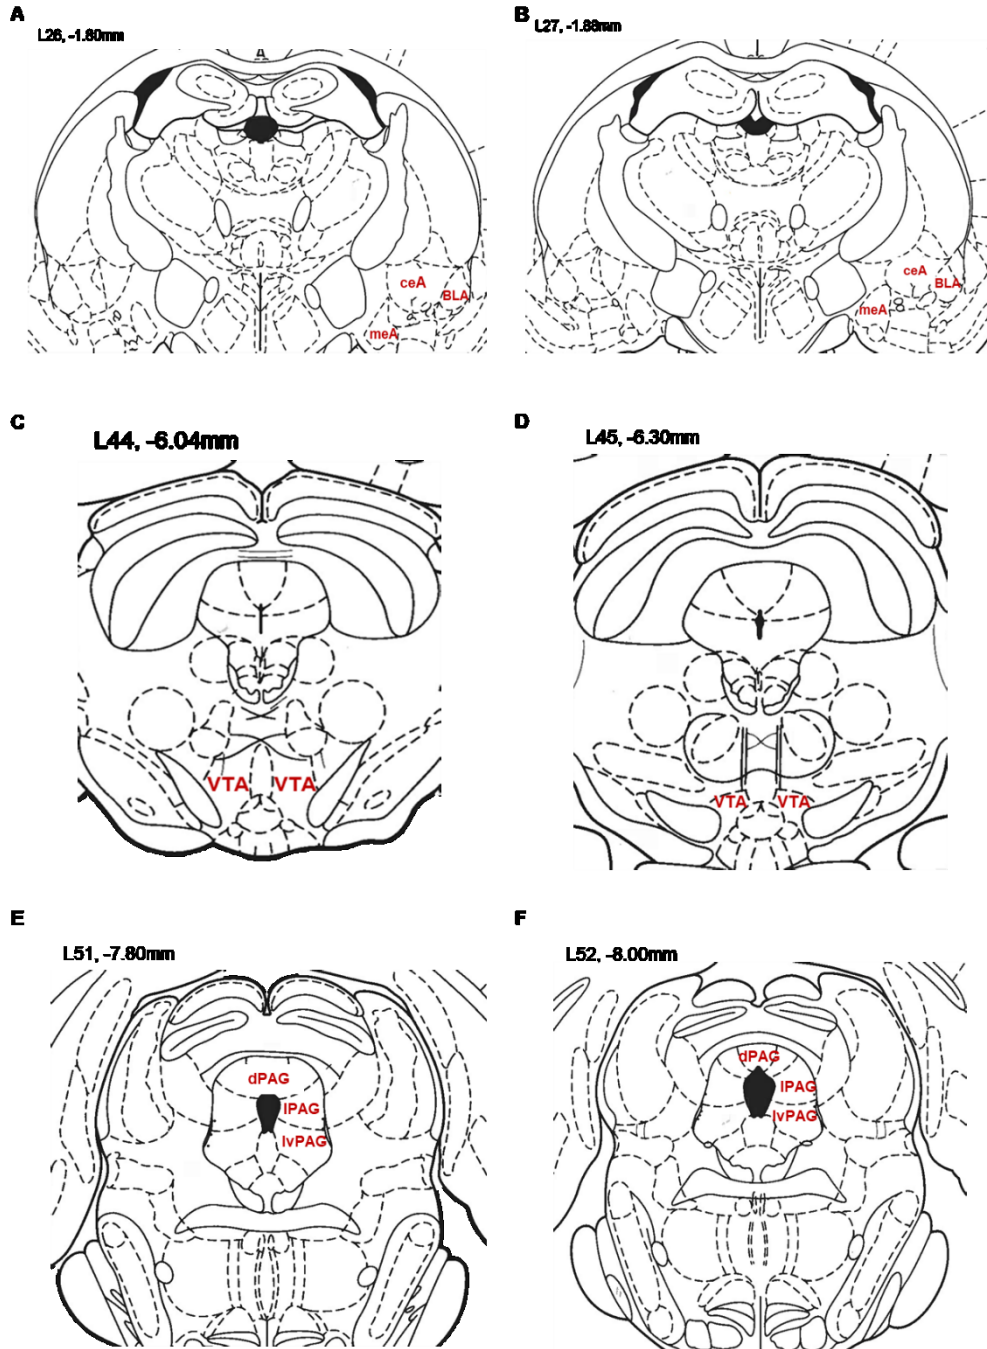 A
L26, -1.80mm
ceA
BLA
meA
B
L27, -1.88mm
ceA
BLA
meA
C
L44, -6.04mm
VTA VTA
D
L45, -6.30mm
VTA VTA
E
L51, -7.80mm
dPAG
lPAG
lvPAG
F
L52, -8.00mm
dPAG
lPAG
lvPAG